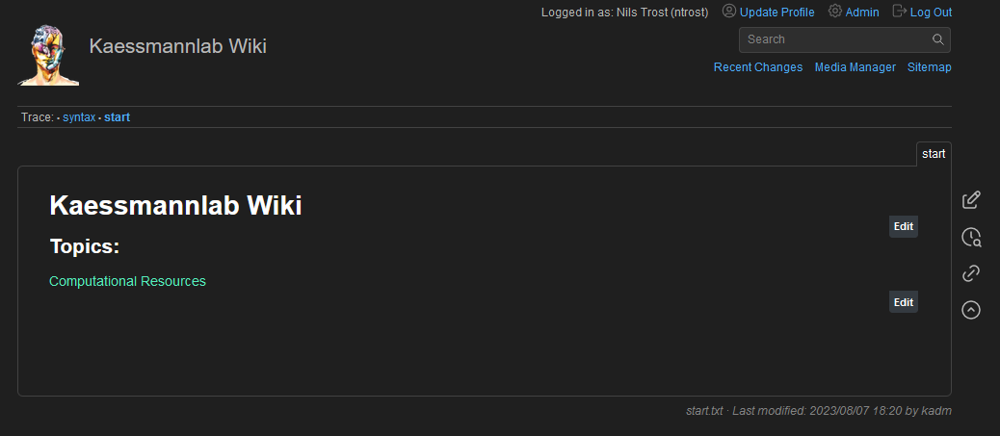 Logged in as: Nils Trost (ntrost) Update Profile Admin Log Out
Kaessmannlab Wiki
Search
Recent Changes Media Manager Sitemap
Trace: • syntax • start
start
Kaessmannlab Wiki
Edit
Topics:
Computational Resources
Edit
start.txt · Last modified: 2023/08/07 18:20 by kadm